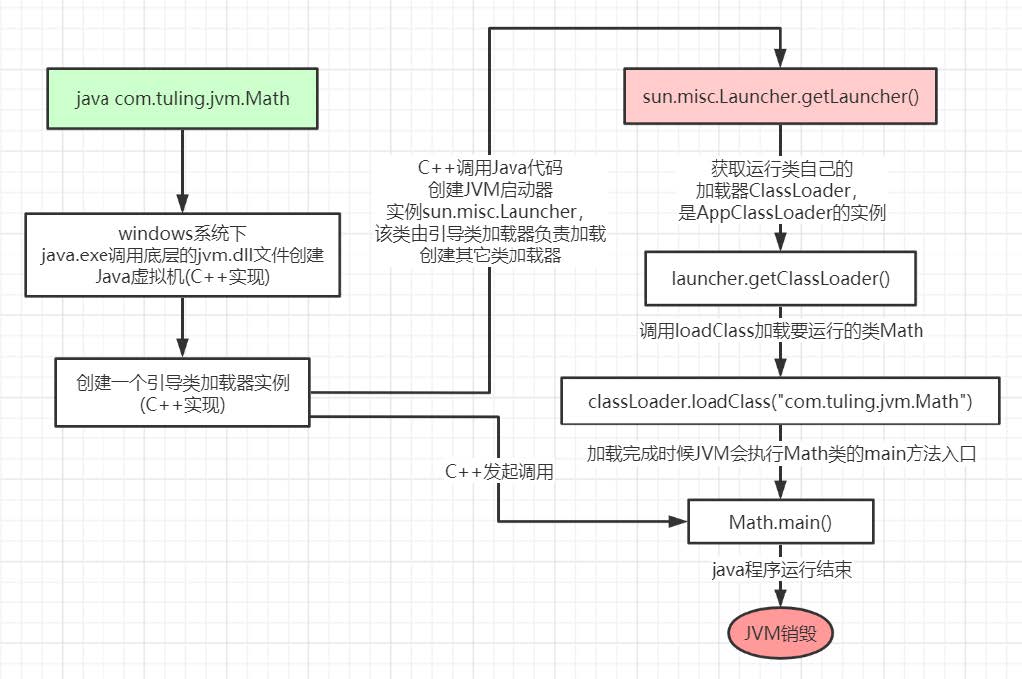 java com.tuling.jvm.Math
windows系统下
java.exe调用底层的jvm.dll文件创建
Java虚拟机(C++实现)
创建一个引导类加载器实例
(C++实现)
C++调用Java代码
创建JVM启动器
实例sun.misc.Launcher，
该类由引导类加载器负责加载
创建其它类加载器
C++发起调用
sun.misc.Launcher.getLauncher()
获取运行类自己的
加载器ClassLoader，
是AppClassLoader的实例
launcher.getClassLoader()
调用loadClass加载要运行的类Math
classLoader.loadClass("com.tuling.jvm.Math")
加载完成时候JVM会执行Math类的main方法入口
Math.main()
java程序运行结束
JVM销毁